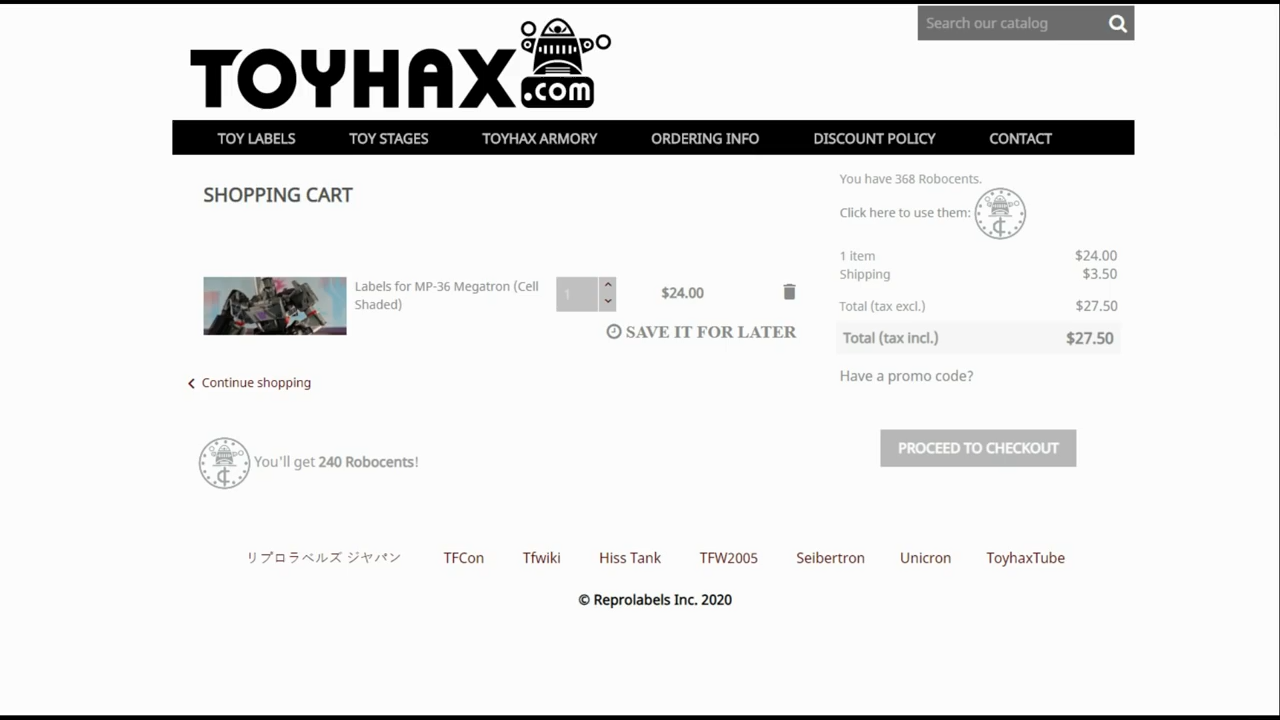 Search our catalog
TOYHAX
.com
TOY LABELS TOY STAGES TOYHAX ARMORY ORDERING INFO DISCOUNT POLICY CONTACT
SHOPPING CART
You have 368 Robocents.
Click here to use them:
1 item $24.00
Shipping $3.50
Total (tax excl.) $27.50
Total (tax incl.) $27.50
Have a promo code?
PROCEED TO CHECKOUT
Labels for MP-36 Megatron (Cell
Shaded)
1
$24.00
SAVE IT FOR LATER
Continue shopping
You'll get 240 Robocents!
リプロラベルズ ジャパン TFCon Tfwiki Hiss Tank TFW2005 Seibertron Unicron ToyhaxTube
© Reprolabels Inc. 2020